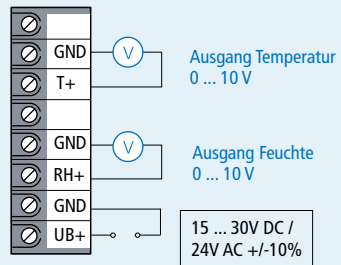 GND
V
Ausgang Temperatur
T+
0 ... 10 V
GND
V
Ausgang Feuchte
RH+
0 ... 10 V
GND
UB+
15 ... 30V DC /
24V AC +/-10%